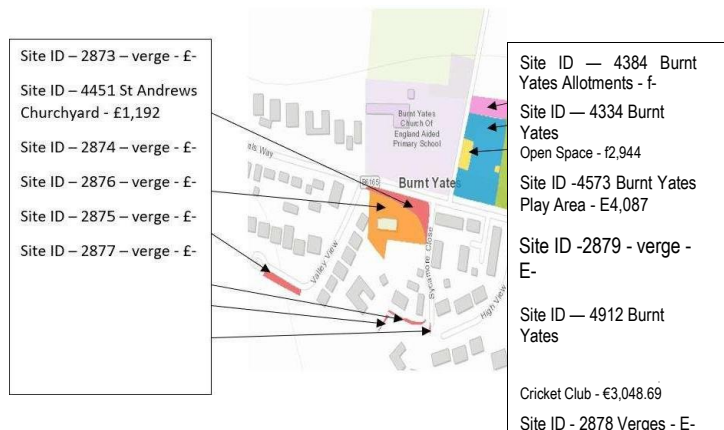 Site ID – 2873 – verge - £-
Site ID – 4451 St Andrews
Churchyard - £1,192
Site ID – 2874 – verge - £-
Site ID – 2876 – verge - £-
Site ID – 2875 – verge - £-
Site ID – 2877 – verge - £-
Burnt Yates
Church Of
England Aided
Primary School
els Way
B6165
Burnt Yates
Valley View
Sycamore Close
High View
Site ID — 4384 Burnt
Yates Allotments - f-
Site ID — 4334 Burnt
Yates
Open Space - f2,944
Site ID -4573 Burnt Yates
Play Area - E4,087
Site ID -2879 - verge -
E-
Site ID — 4912 Burnt
Yates
Cricket Club - €3,048.69
Site ID - 2878 Verges - E-